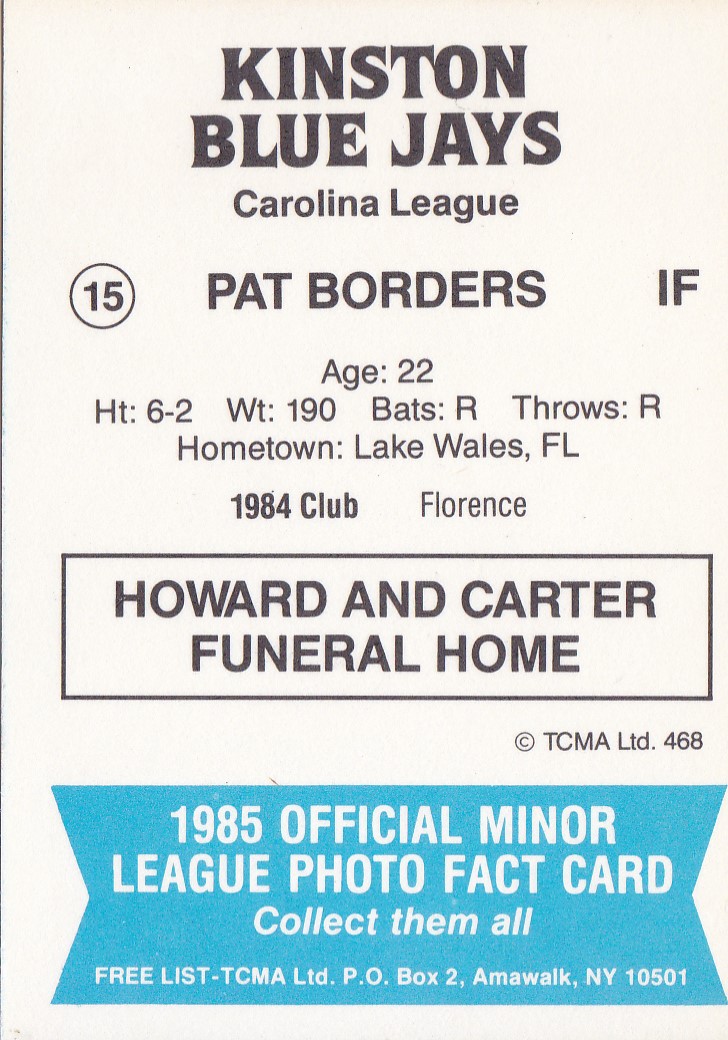 KINSTON
BLUE JAYS
Carolina League
15 PAT BORDERS IF
Age: 22
Ht: 6-2 Wt: 190 Bats: R Throws: R
Hometown: Lake Wales, FL
1984 Club Florence
HOWARD AND CARTER
FUNERAL HOME
© TCMA Ltd. 468
1985 OFFICIAL MINOR
LEAGUE PHOTO FACT CARD
Collect them all
FREE LIST-TCMA Ltd. P.O. Box 2, Amawalk, NY 10501